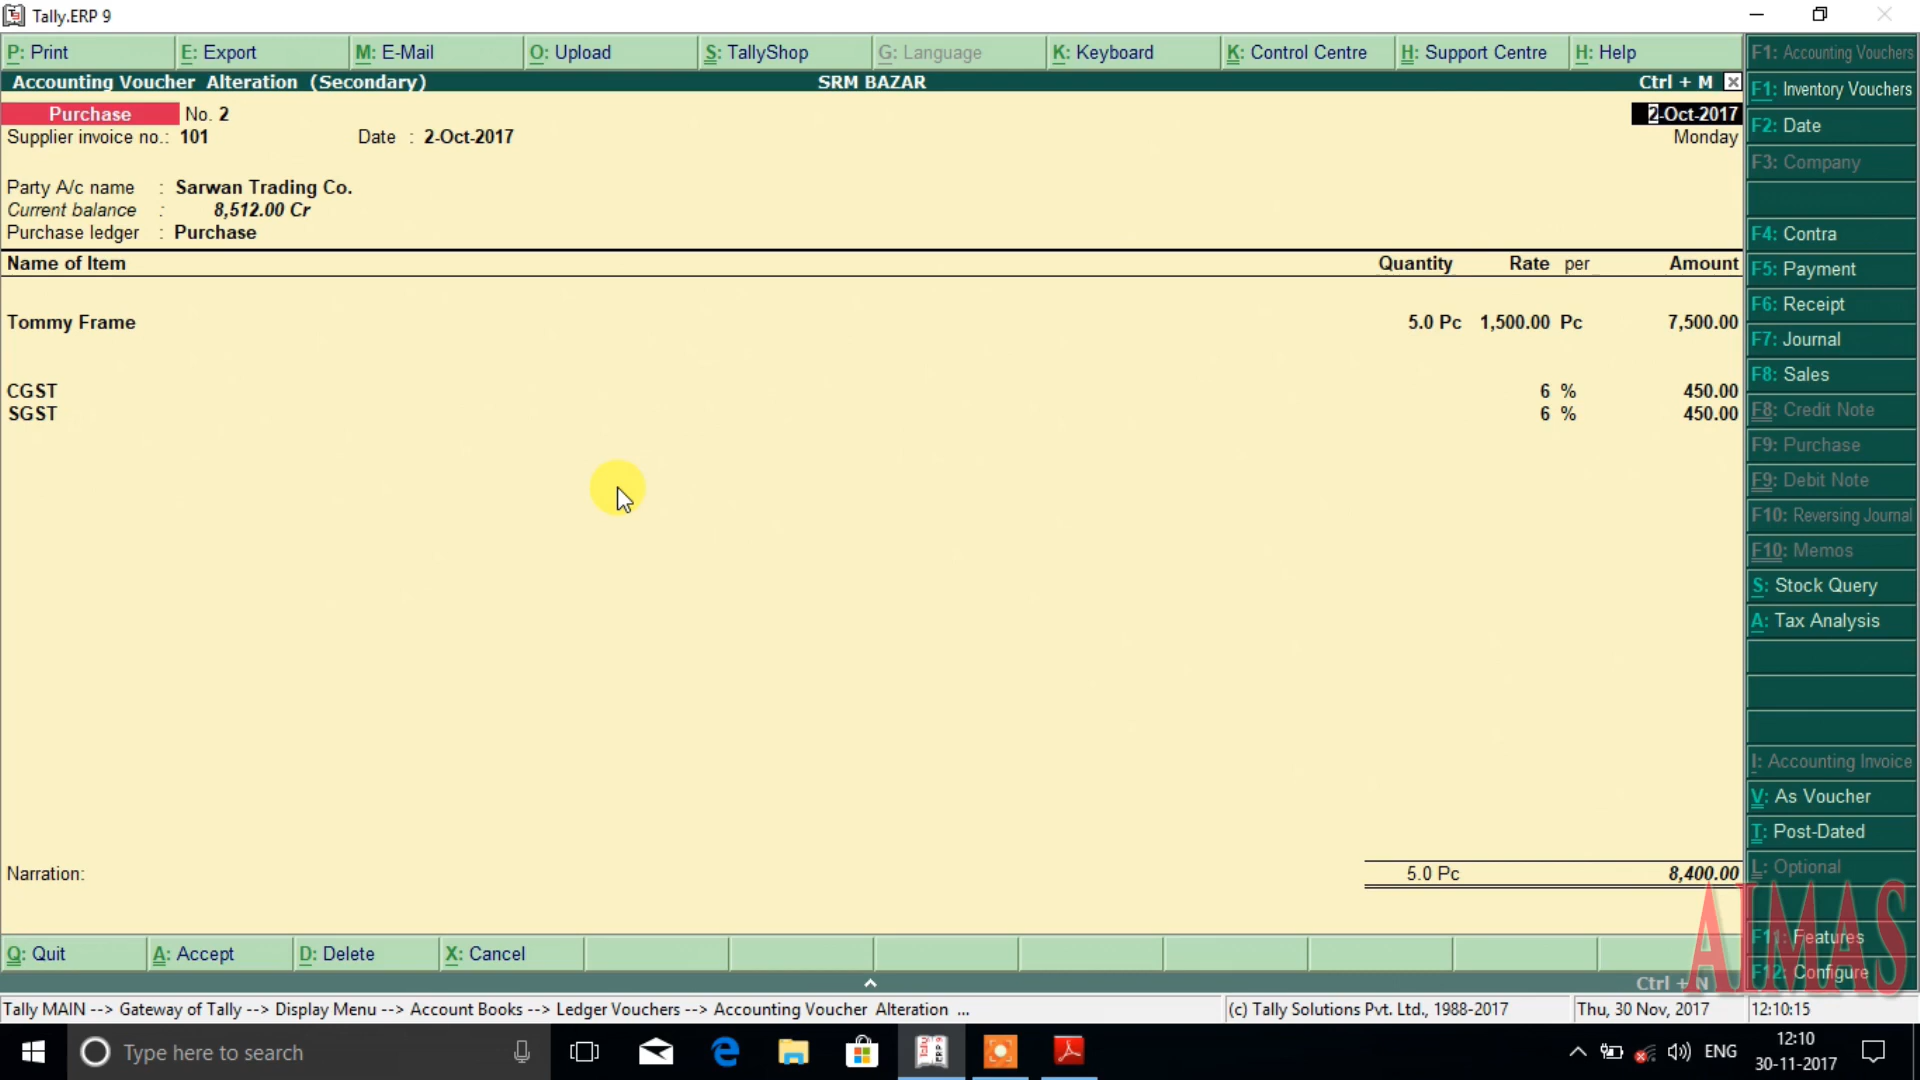 Tally.ERP 9
P: Print E: Export M: E-Mail O: Upload S: TallyShop G: Language K: Keyboard K: Control Centre H: Support Centre H: Help
Accounting Voucher Alteration (Secondary) SRM BAZAR Ctrl + M
Purchase No. 2 2-Oct-2017
Supplier invoice no.: 101 Date : 2-Oct-2017 Monday
Party A/c name : Sarwan Trading Co.
Current balance : 8,512.00 Cr
Purchase ledger : Purchase
Name of Item Quantity Rate per Amount
Tommy Frame 5.0 Pc 1,500.00 Pc 7,500.00
CGST 6 % 450.00
SGST 6 % 450.00
Narration: 5.0 Pc 8,400.00
F1: Accounting Vouchers
F1: Inventory Vouchers
F2: Date
F3: Company
F4: Contra
F5: Payment
F6: Receipt
F7: Journal
F8: Sales
F8: Credit Note
F9: Purchase
F9: Debit Note
F10: Reversing Journal
F10: Memos
S: Stock Query
A: Tax Analysis
I: Accounting Invoice
V: As Voucher
T: Post-Dated
L: Optional
F11: Features
F12: Configure
AIMAS
Q: Quit A: Accept D: Delete X: Cancel
Ctrl + N
Tally MAIN --> Gateway of Tally --> Display Menu --> Account Books --> Ledger Vouchers --> Accounting Voucher Alteration ... (c) Tally Solutions Pvt. Ltd., 1988-2017 Thu, 30 Nov, 2017 12:10:15
Type here to search ENG 12:10
30-11-2017